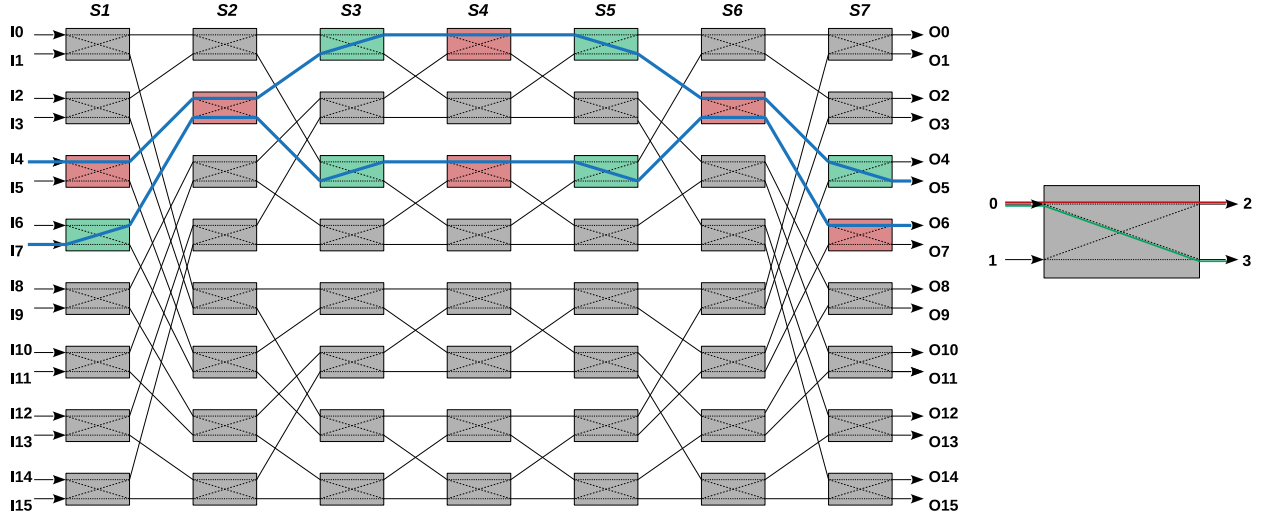 S1 S2 S3 S4 S5 S6 S7
I0 O0
I1 O1
I2 O2
I3 O3
I4 O4
I5 O5
I6 O6
I7 O7
I8 O8
I9 O9
I10 O10
I11 O11
I12 O12
I13 O13
I14 O14
I15 O15
0 2
1 3